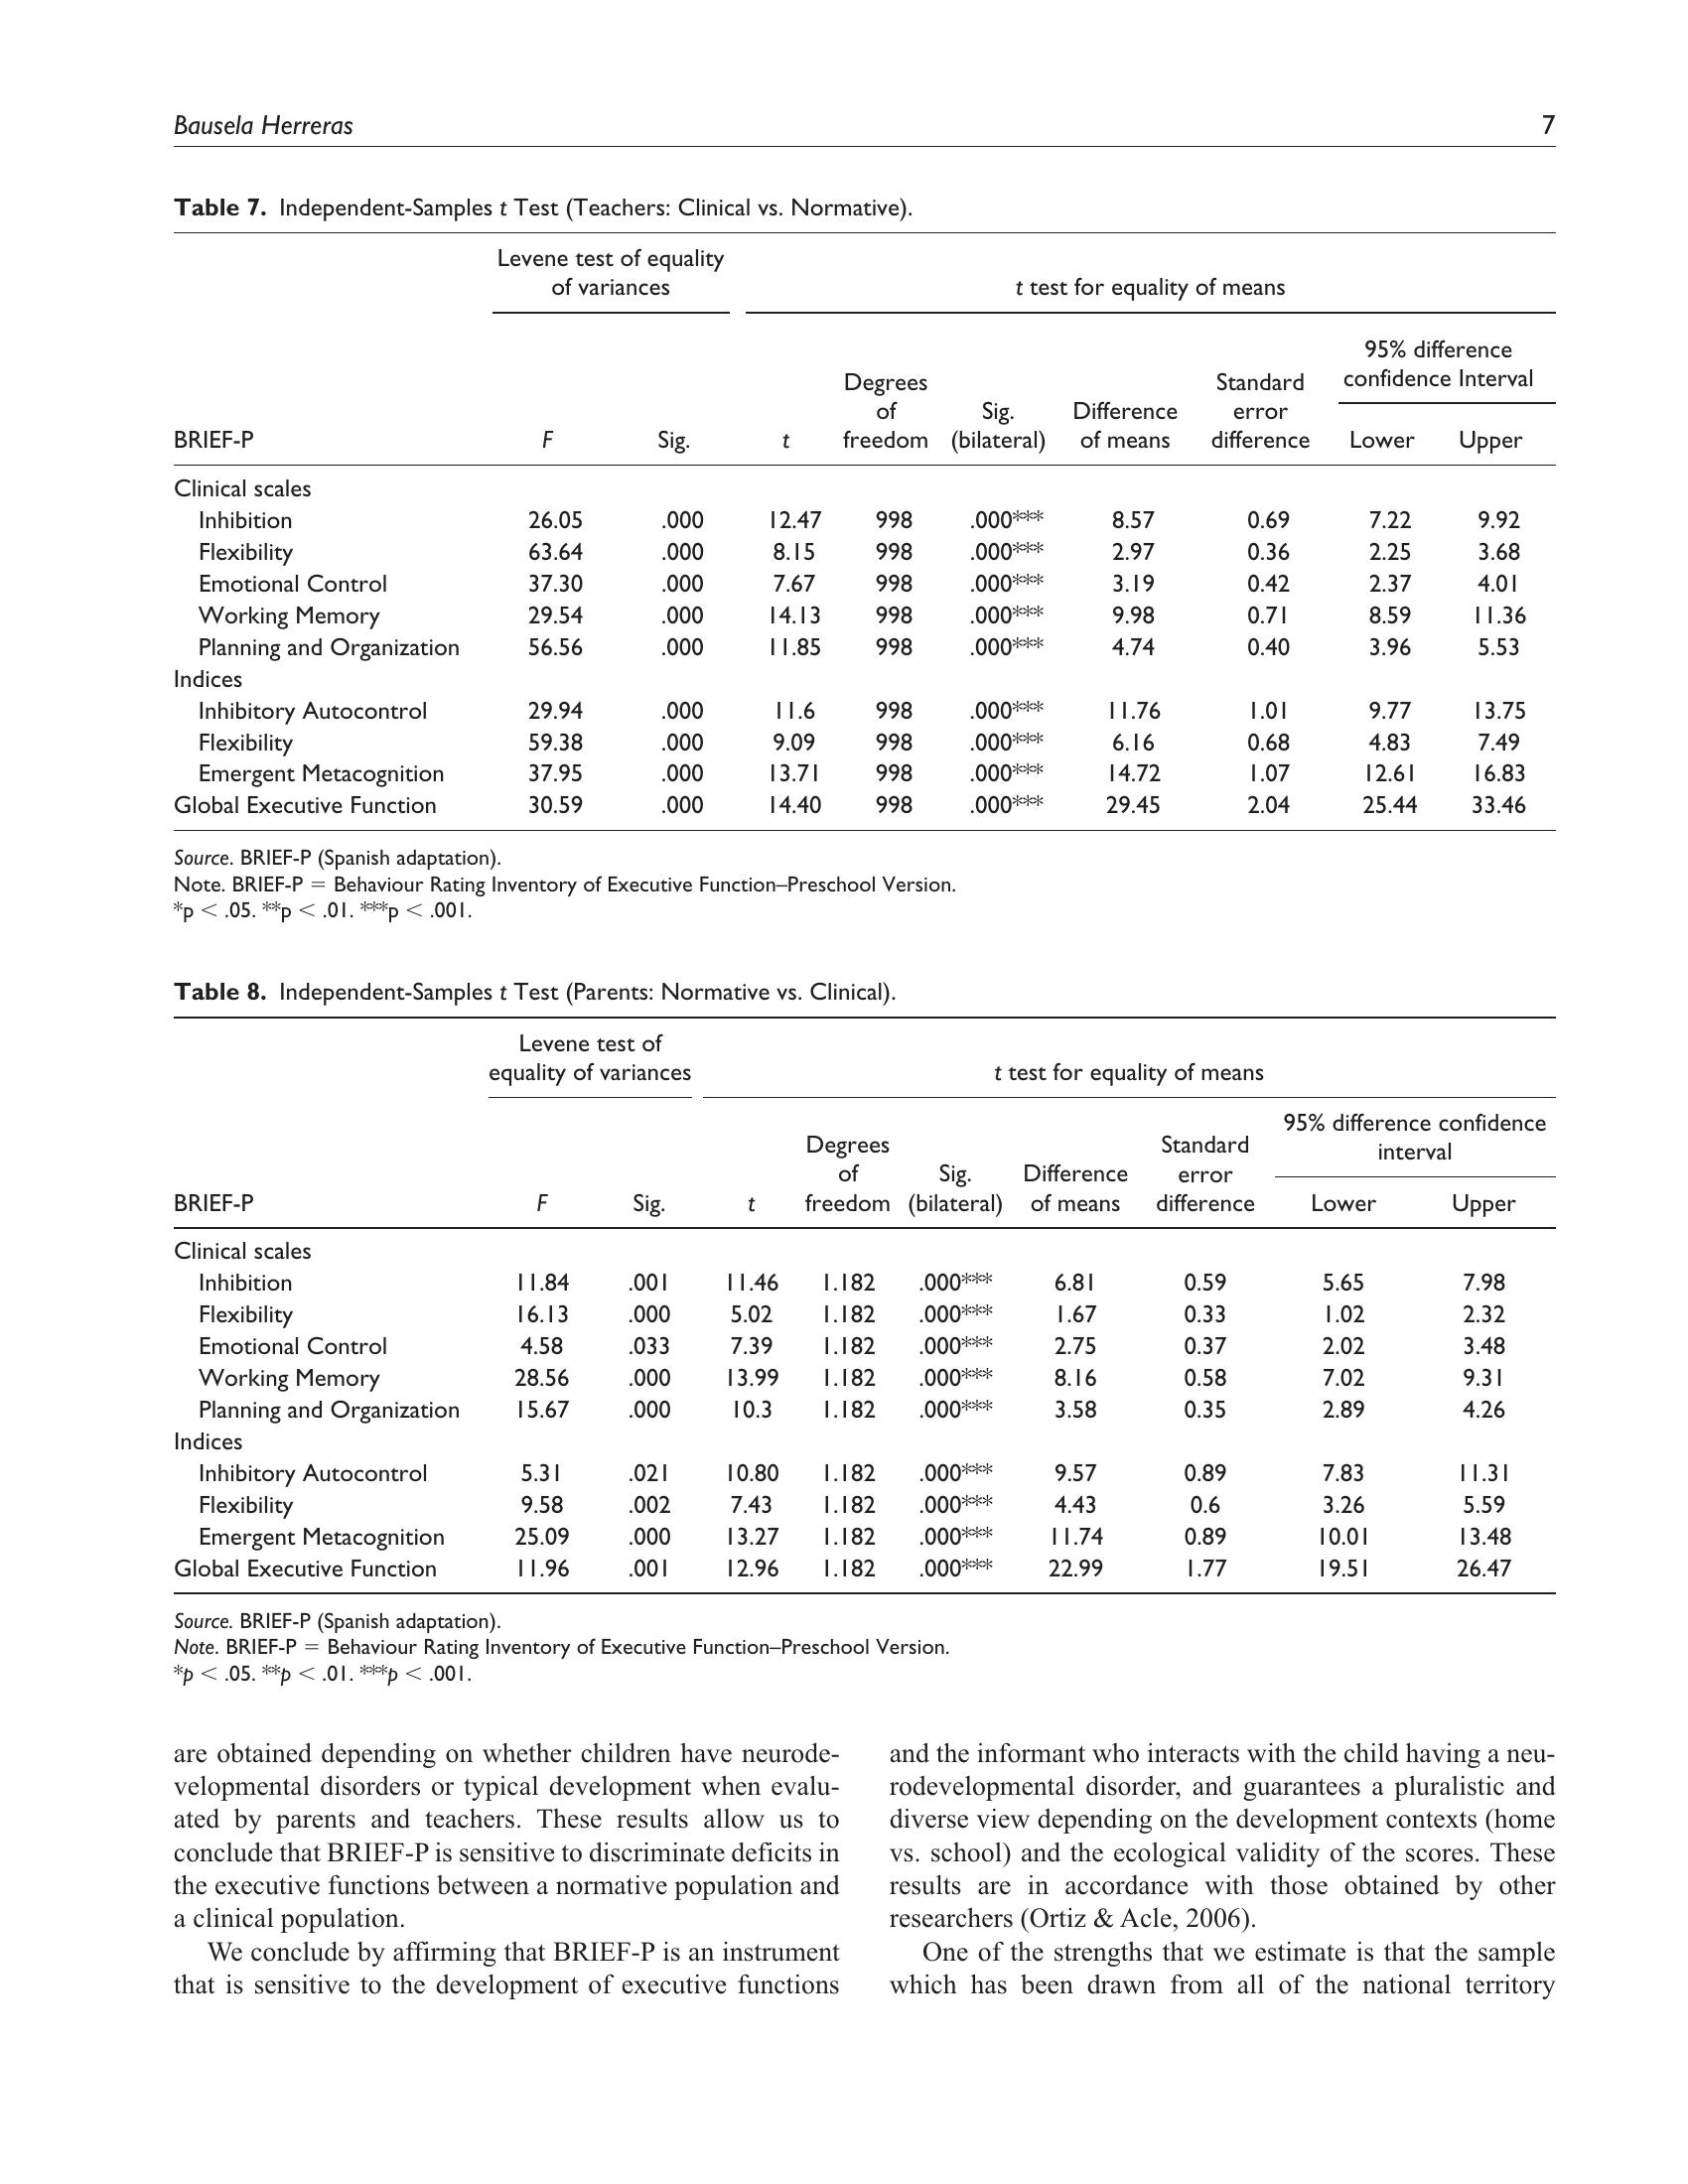 Bausela Herreras 7
Table 7. Independent-Samples t Test (Teachers: Clinical vs. Normative).
Levene test of equality
of variances
t test for equality of means
95% difference
confidence Interval
Degrees
of
freedom
Sig.
(bilateral)
Difference
of means
Standard
error
difference
BRIEF-P F Sig. t Lower Upper
Clinical scales
Inhibition 26.05 .000 12.47 998 .000*** 8.57 0.69 7.22 9.92
Flexibility 63.64 .000 8.15 998 .000*** 2.97 0.36 2.25 3.68
Emotional Control 37.30 .000 7.67 998 .000*** 3.19 0.42 2.37 4.01
Working Memory 29.54 .000 14.13 998 .000*** 9.98 0.71 8.59 11.36
Planning and Organization 56.56 .000 11.85 998 .000*** 4.74 0.40 3.96 5.53
Indices
Inhibitory Autocontrol 29.94 .000 11.6 998 .000*** 11.76 1.01 9.77 13.75
Flexibility 59.38 .000 9.09 998 .000*** 6.16 0.68 4.83 7.49
Emergent Metacognition 37.95 .000 13.71 998 .000*** 14.72 1.07 12.61 16.83
Global Executive Function 30.59 .000 14.40 998 .000*** 29.45 2.04 25.44 33.46
Source. BRIEF-P (Spanish adaptation).
Note. BRIEF-P = Behaviour Rating Inventory of Executive Function–Preschool Version.
*p < .05. **p < .01. ***p < .001.
Table 8. Independent-Samples t Test (Parents: Normative vs. Clinical).
Levene test of
equality of variances
t test for equality of means
95% difference confidence
interval
Degrees
of
freedom
Sig.
(bilateral)
Difference
of means
Standard
error
difference
BRIEF-P F Sig. t Lower Upper
Clinical scales
Inhibition 11.84 .001 11.46 1.182 .000*** 6.81 0.59 5.65 7.98
Flexibility 16.13 .000 5.02 1.182 .000*** 1.67 0.33 1.02 2.32
Emotional Control 4.58 .033 7.39 1.182 .000*** 2.75 0.37 2.02 3.48
Working Memory 28.56 .000 13.99 1.182 .000*** 8.16 0.58 7.02 9.31
Planning and Organization 15.67 .000 10.3 1.182 .000*** 3.58 0.35 2.89 4.26
Indices
Inhibitory Autocontrol 5.31 .021 10.80 1.182 .000*** 9.57 0.89 7.83 11.31
Flexibility 9.58 .002 7.43 1.182 .000*** 4.43 0.6 3.26 5.59
Emergent Metacognition 25.09 .000 13.27 1.182 .000*** 11.74 0.89 10.01 13.48
Global Executive Function 11.96 .001 12.96 1.182 .000*** 22.99 1.77 19.51 26.47
Source. BRIEF-P (Spanish adaptation).
Note. BRIEF-P = Behaviour Rating Inventory of Executive Function–Preschool Version.
*p < .05. **p < .01. ***p < .001.
are obtained depending on whether children have neurode-
velopmental disorders or typical development when evalu-
ated by parents and teachers. These results allow us to
conclude that BRIEF-P is sensitive to discriminate deficits in
the executive functions between a normative population and
a clinical population.
We conclude by affirming that BRIEF-P is an instrument
that is sensitive to the development of executive functions
and the informant who interacts with the child having a neu-
rodevelopmental disorder, and guarantees a pluralistic and
diverse view depending on the development contexts (home
vs. school) and the ecological validity of the scores. These
results are in accordance with those obtained by other
researchers (Ortiz & Acle, 2006).
One of the strengths that we estimate is that the sample
which has been drawn from all of the national territory